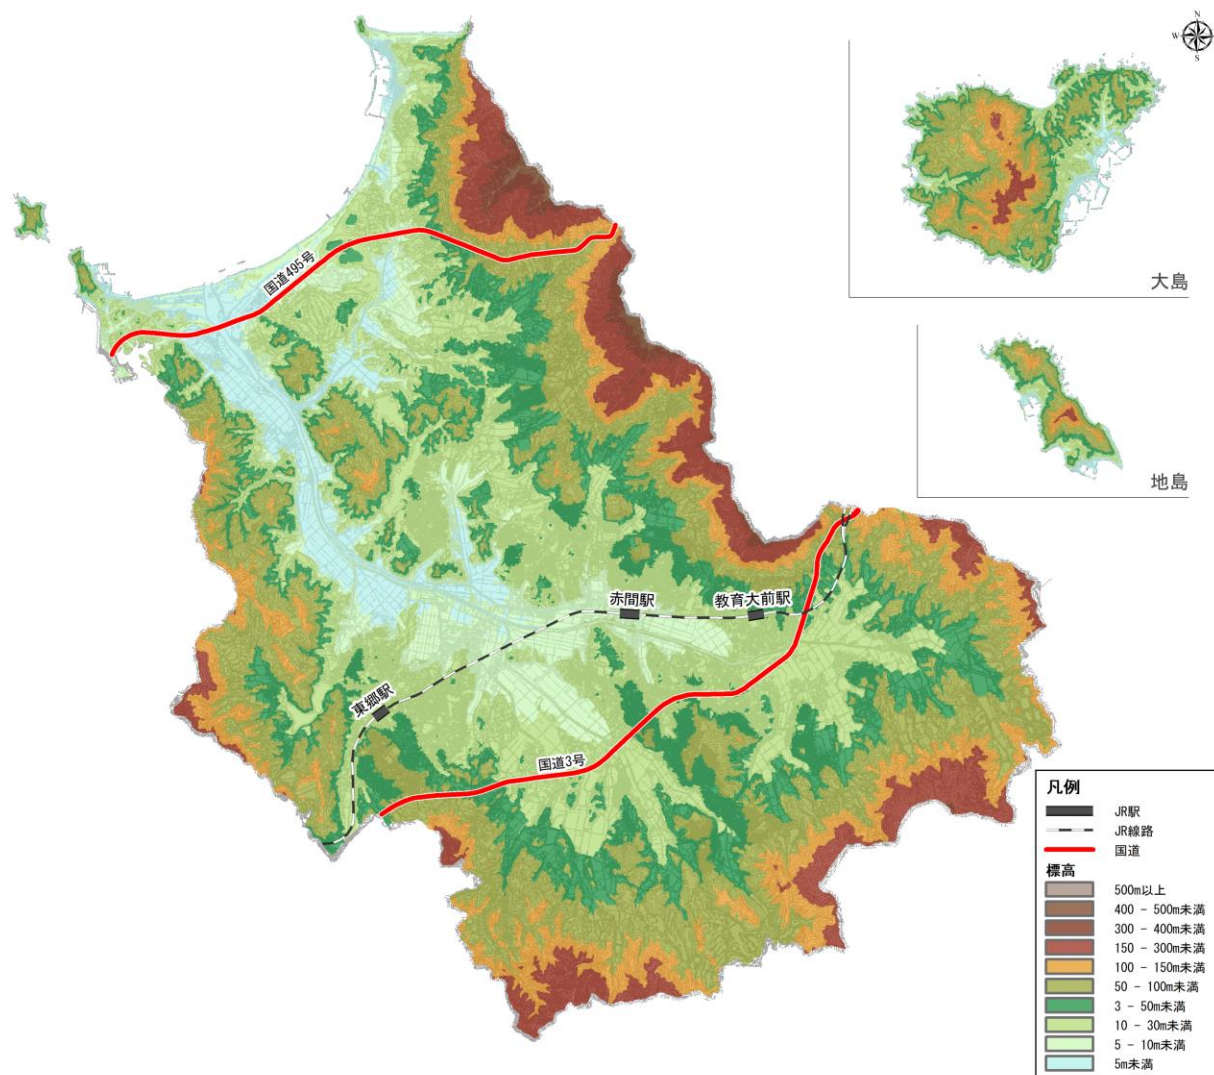 N
W
E
S
大島
国道495号
地島
赤間駅
教育大前駅
東郷駅
国道3号
凡例
JR駅
JR線路
国道
標高
500m以上
400 - 500m未満
300 - 400m未満
150 - 300m未満
100 - 150m未満
50 - 100m未満
3 - 50m未満
10 - 30m未満
5 - 10m未満
5m未満